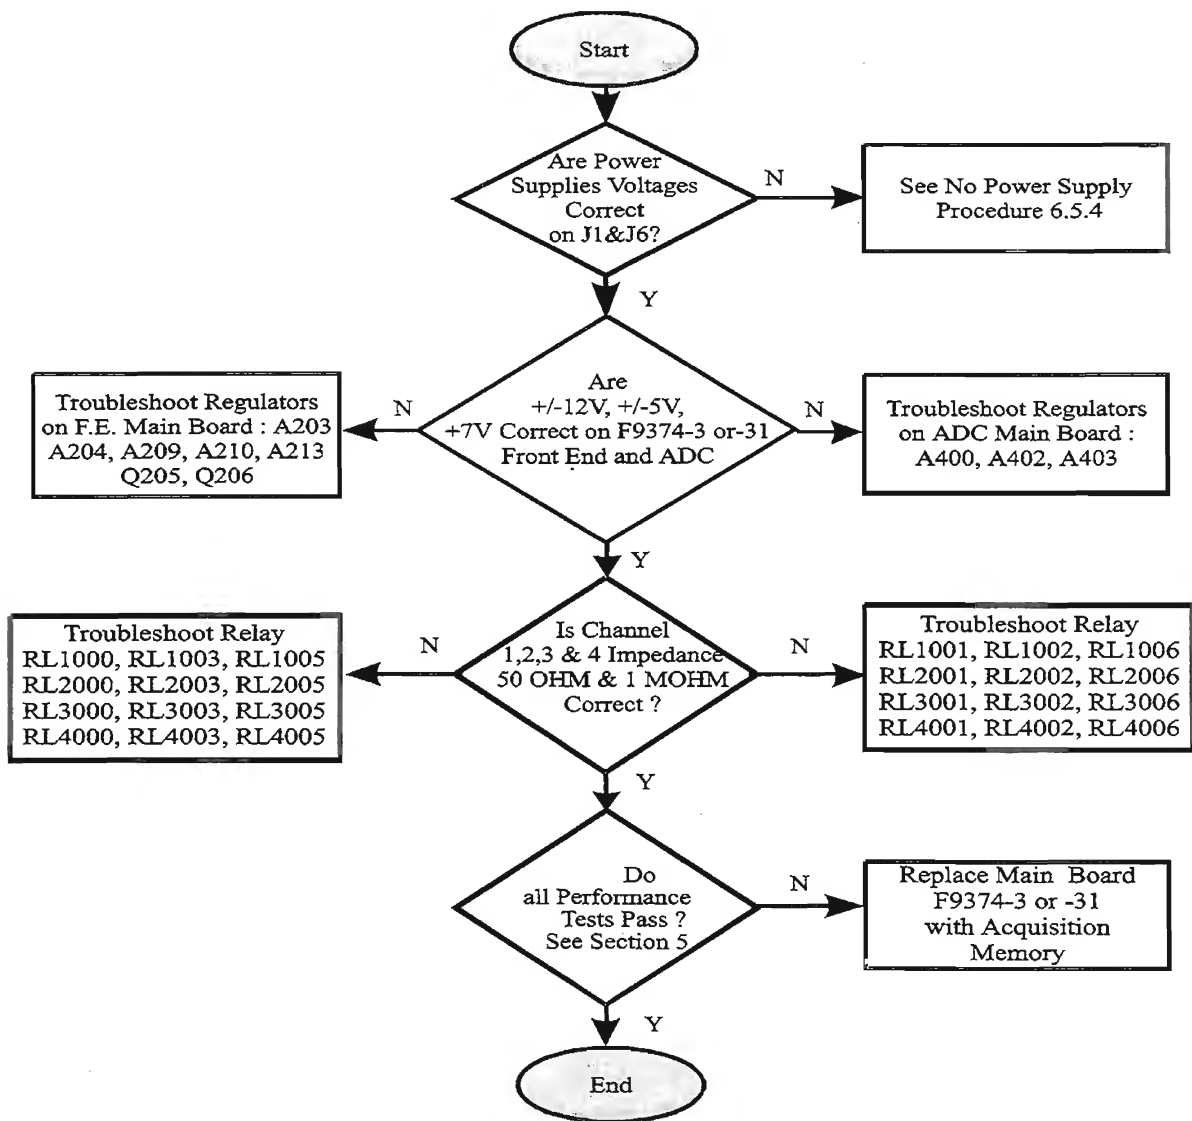 Start
Are Power
Supplies Voltages
Correct
on J1&J6?
N
See No Power Supply
Procedure 6.5.4
Y
Are
+/-12V, +/-5V,
+7V Correct on F9374-3 or-31
Front End and ADC
N
Troubleshoot Regulators
on F.E. Main Board : A203
A204, A209, A210, A213
Q205, Q206
N
Troubleshoot Regulators
on ADC Main Board :
A400, A402, A403
Y
Is Channel
1,2,3 & 4 Impedance
50 OHM & 1 MOHM
Correct ?
N
Troubleshoot Relay
RL1000, RL1003, RL1005
RL2000, RL2003, RL2005
RL3000, RL3003, RL3005
RL4000, RL4003, RL4005
N
Troubleshoot Relay
RL1001, RL1002, RL1006
RL2001, RL2002, RL2006
RL3001, RL3002, RL3006
RL4001, RL4002, RL4006
Y
Do
all Performance
Tests Pass ?
See Section 5
N
Replace Main Board
F9374-3 or -31
with Acquisition
Memory
Y
End